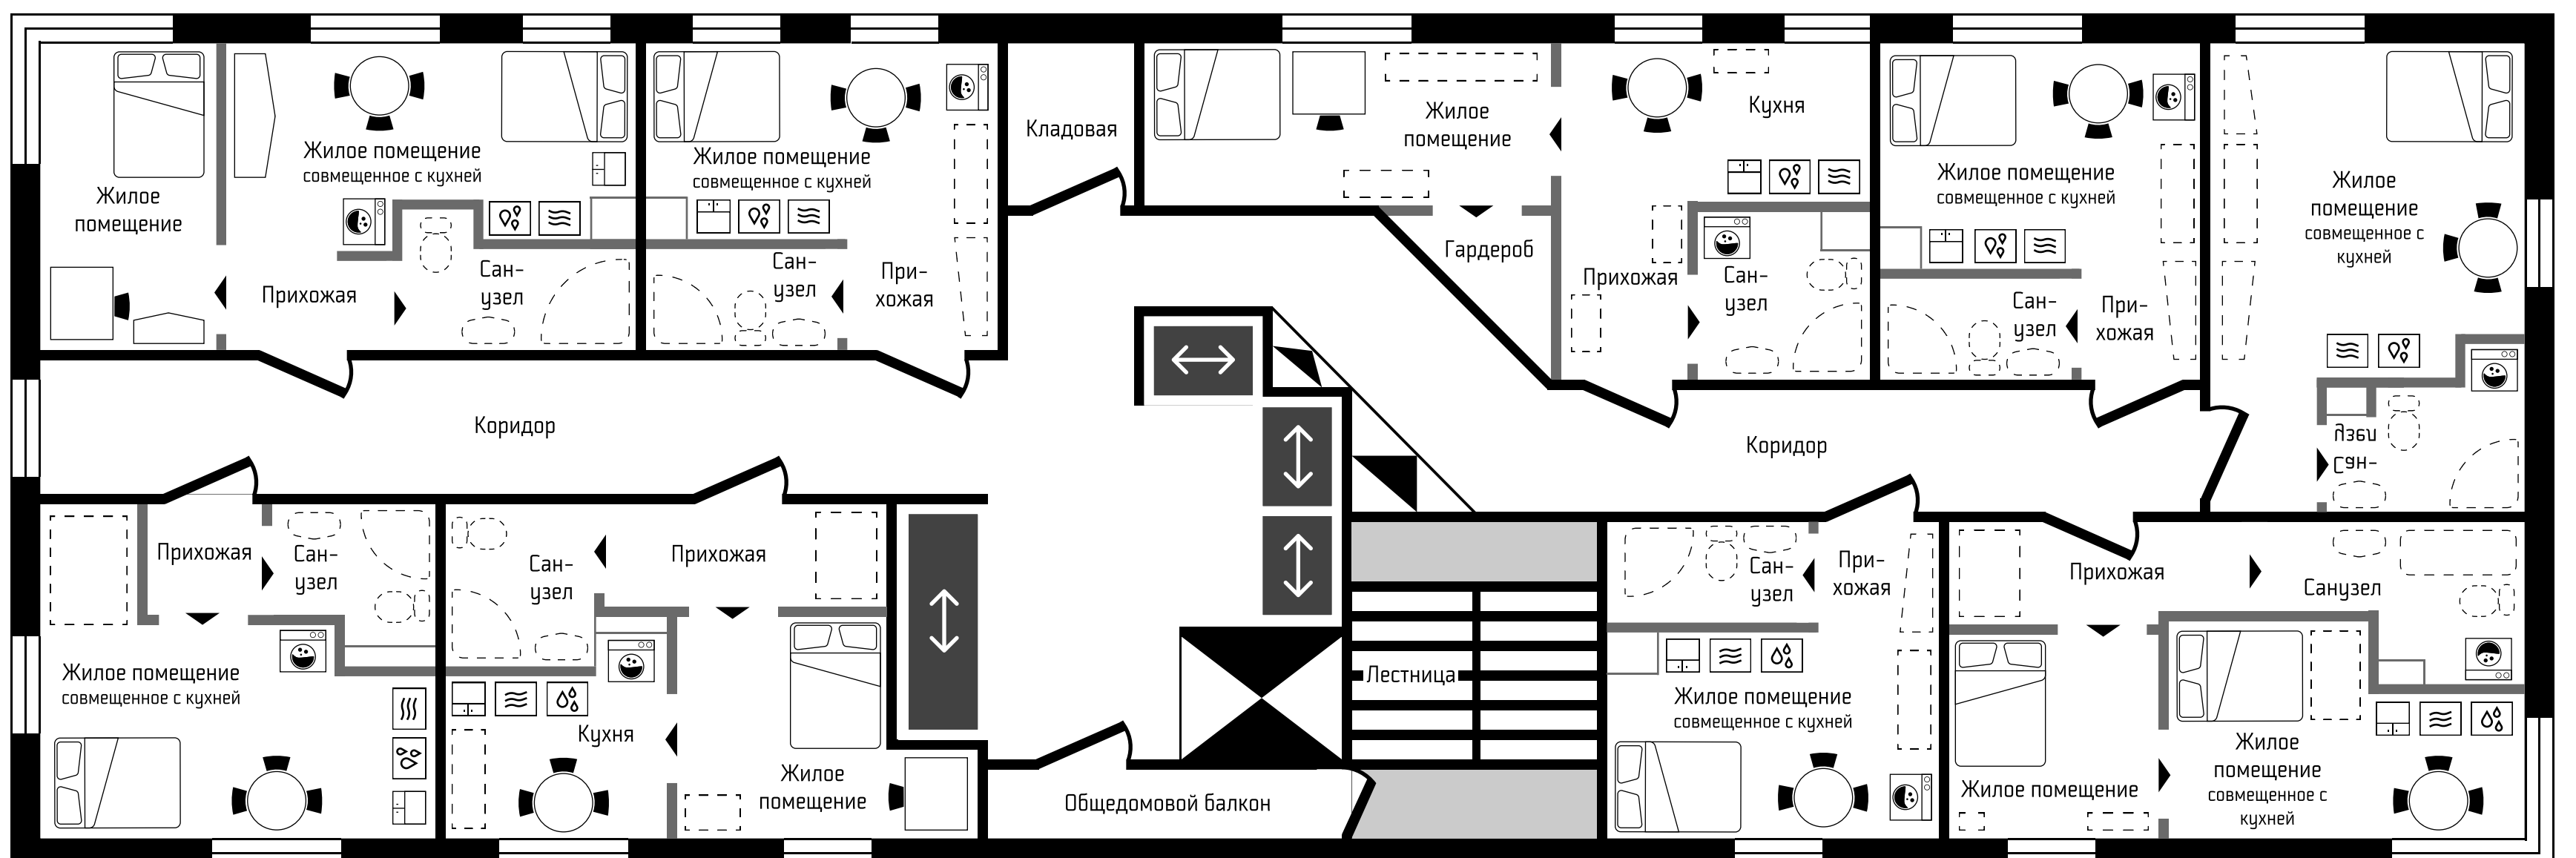 Жилое
помещение
Жилое помещение
совмещенное с кухней
Прихожая
Сан-
узел
Жилое помещение
совмещенное с кухней
Сан-
узел
При-
хожая
Кладовая
Жилое
помещение
Кухня
Гардероб
Прихожая
Сан-
узел
Жилое помещение
совмещенное с кухней
Сан-
узел
При-
хожая
Жилое
помещение
совмещенное с
кухней
Сан-
узел
Коридор
Коридор
Прихожая
Сан-
узел
Жилое помещение
совмещенное с кухней
Сан-
узел
Прихожая
Кухня
Жилое
помещение
Общедомовой балкон
Лестница
Сан-
узел
При-
хожая
Жилое помещение
совмещенное с кухней
Прихожая
Санузел
Жилое помещение
Жилое
помещение
совмещенное с
кухней